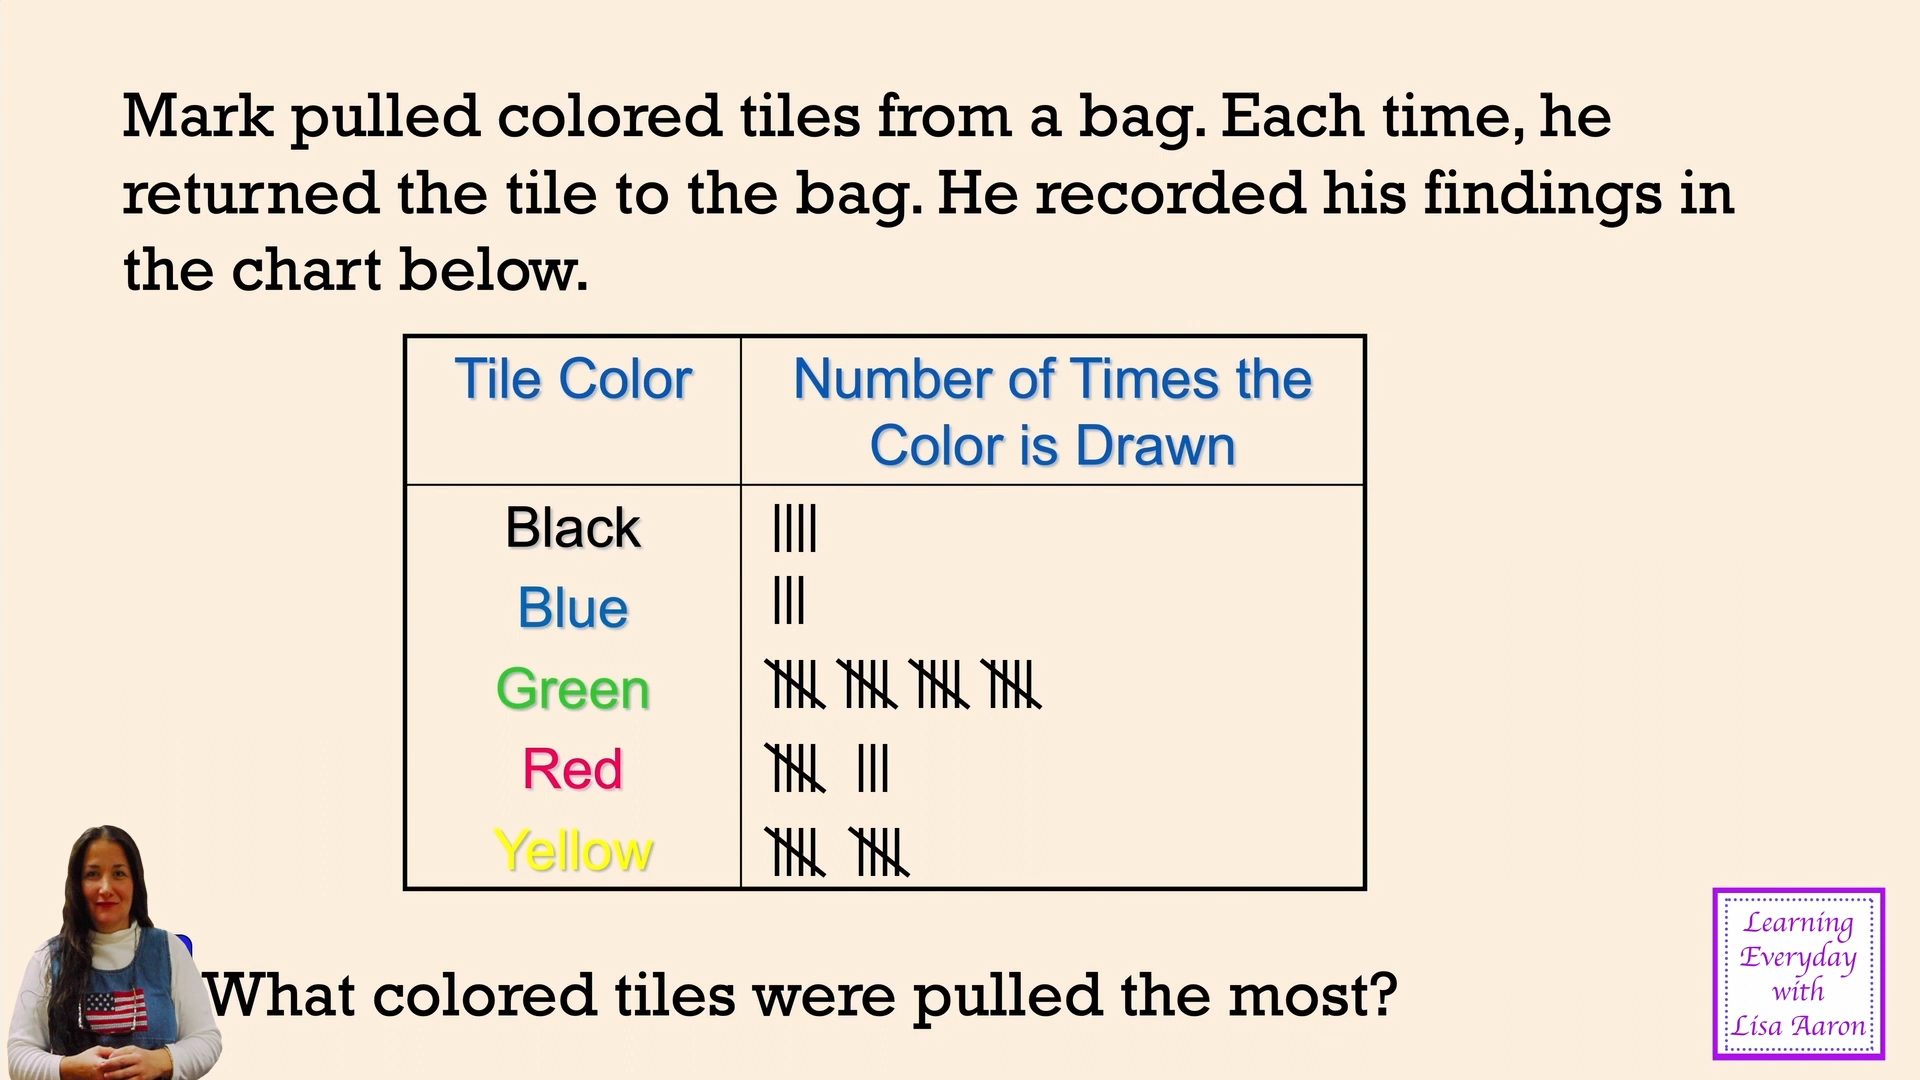 Mark pulled colored tiles from a bag. Each time, he
returned the tile to the bag. He recorded his findings in
the chart below.
Tile Color
Number of Times the
Color is Drawn
Black
Blue
Green
Red
Yellow
What colored tiles were pulled the most?
Learning
Everyday
with
Lisa Aaron